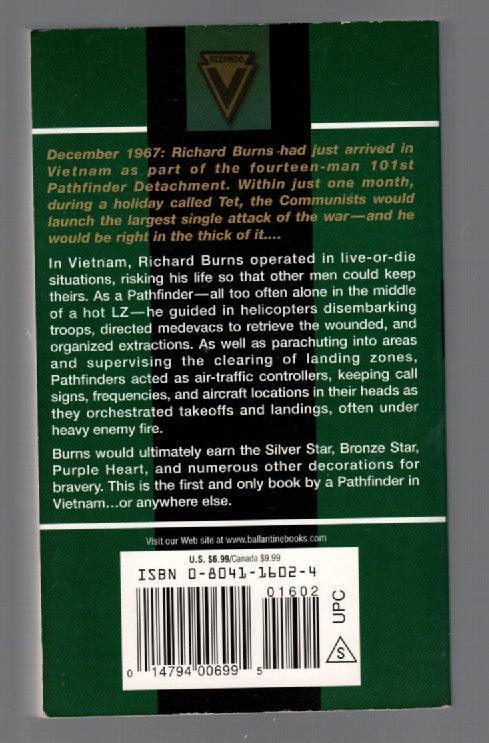 RECONDO
V
December 1967: Richard Burns had just arrived in
Vietnam as part of the fourteen-man 101st
Pathfinder Detachment. Within just one month,
during a holiday called Tet, the Communists would
launch the largest single attack of the war—and he
would be right in the thick of it....
In Vietnam, Richard Burns operated in live-or-die
situations, risking his life so that other men could keep
theirs. As a Pathfinder—all too often alone in the middle
of a hot LZ—he guided in helicopters disembarking
troops, directed medevacs to retrieve the wounded, and
organized extractions. As well as parachuting into areas
and supervising the clearing of landing zones,
Pathfinders acted as air-traffic controllers, keeping call
signs, frequencies, and aircraft locations in their heads as
they orchestrated takeoffs and landings, often under
heavy enemy fire.
Burns would ultimately earn the Silver Star, Bronze Star,
Purple Heart, and numerous other decorations for
bravery. This is the first and only book by a Pathfinder in
Vietnam...or anywhere else.
Visit our Web site at www.ballantinebooks.com
U.S. $6.99/Canada $9.99
ISBN 0-8041-1602-4
01602
0 14794 00699 5
S
UPC